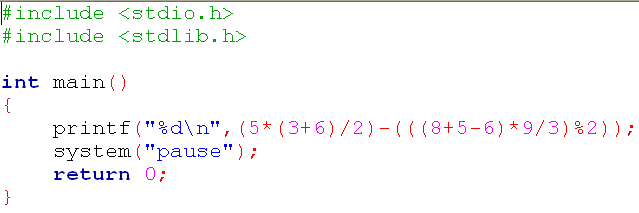 #include <stdio.h>
#include <stdlib.h>
int main()
{
printf("%d\n",(5*(3+6)/2)-(((8+5-6)*9/3)%2));
system("pause");
return 0;
}